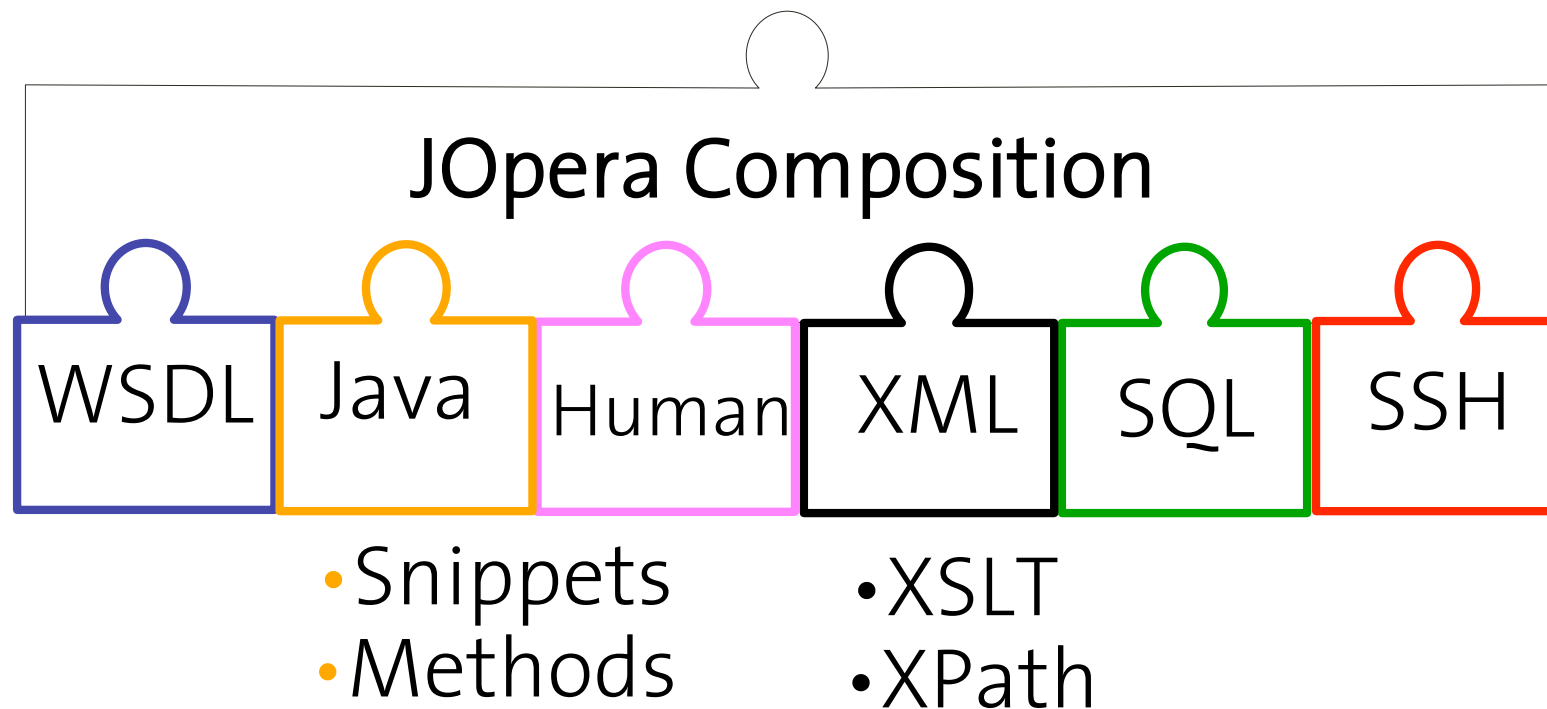 JOpera Composition
WSDL
Java
Human
XML
SQL
SSH
• Snippets
• Methods
• XSLT
• XPath